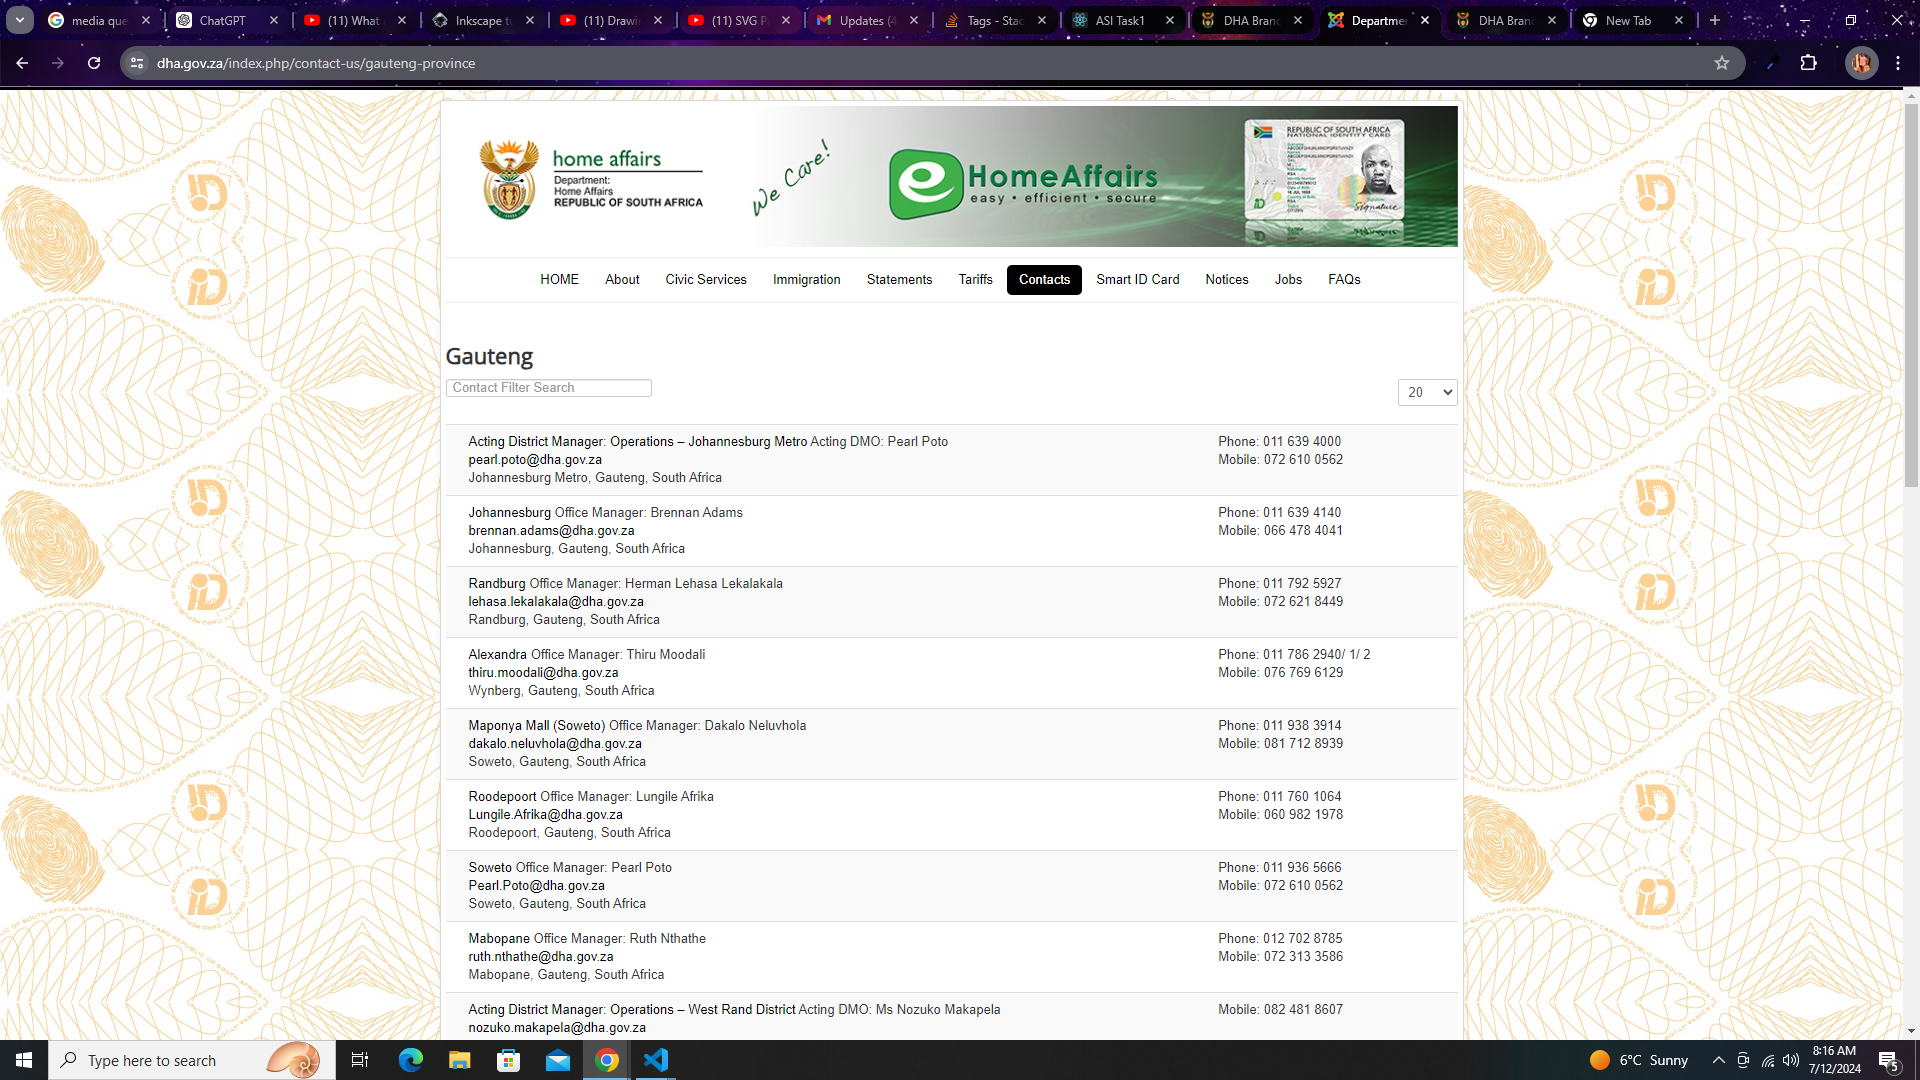 media que
ChatGPT
(11) What
Inkscape tu
(11) Drawi
(11) SVG P
Updates (4
Tags - Stac
ASI Task1
DHA Branc
Departmen
DHA Branc
New Tab
dha.gov.za/index.php/contact-us/gauteng-province
home affairs
Department:
Home Affairs
REPUBLIC OF SOUTH AFRICA
We Care!
e HomeAffairs
easy • efficient • secure
REPUBLIC OF SOUTH AFRICA
NATIONAL IDENTITY CARD
Signature
HOME About Civic Services Immigration Statements Tariffs Contacts Smart ID Card Notices Jobs FAQs
Gauteng
Contact Filter Search
20
Acting District Manager: Operations – Johannesburg Metro Acting DMO: Pearl Poto
pearl.poto@dha.gov.za
Johannesburg Metro, Gauteng, South Africa
Phone: 011 639 4000
Mobile: 072 610 0562
Johannesburg Office Manager: Brennan Adams
brennan.adams@dha.gov.za
Johannesburg, Gauteng, South Africa
Phone: 011 639 4140
Mobile: 066 478 4041
Randburg Office Manager: Herman Lehasa Lekalakala
lehasa.lekalakala@dha.gov.za
Randburg, Gauteng, South Africa
Phone: 011 792 5927
Mobile: 072 621 8449
Alexandra Office Manager: Thiru Moodali
thiru.moodali@dha.gov.za
Wynberg, Gauteng, South Africa
Phone: 011 786 2940/ 1/ 2
Mobile: 076 769 6129
Maponya Mall (Soweto) Office Manager: Dakalo Neluvhola
dakalo.neluvhola@dha.gov.za
Soweto, Gauteng, South Africa
Phone: 011 938 3914
Mobile: 081 712 8939
Roodepoort Office Manager: Lungile Afrika
Lungile.Afrika@dha.gov.za
Roodepoort, Gauteng, South Africa
Phone: 011 760 1064
Mobile: 060 982 1978
Soweto Office Manager: Pearl Poto
Pearl.Poto@dha.gov.za
Soweto, Gauteng, South Africa
Phone: 011 936 5666
Mobile: 072 610 0562
Mabopane Office Manager: Ruth Nthathe
ruth.nthathe@dha.gov.za
Mabopane, Gauteng, South Africa
Phone: 012 702 8785
Mobile: 072 313 3586
Acting District Manager: Operations – West Rand District Acting DMO: Ms Nozuko Makapela
nozuko.makapela@dha.gov.za
Mobile: 082 481 8607
Type here to search
6°C Sunny
8:16 AM
7/12/2024
5